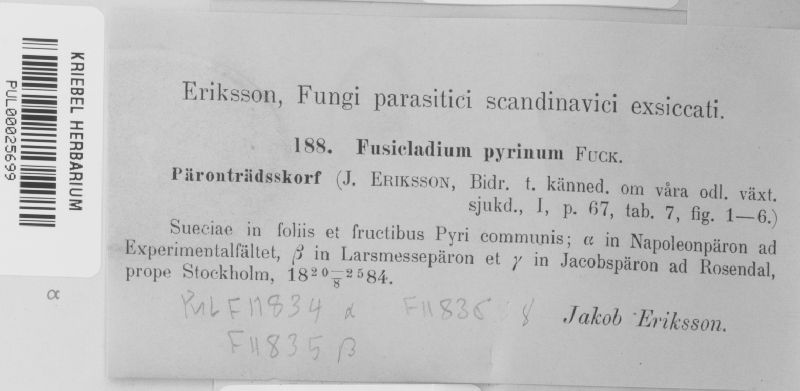 KRIEBEL HERBARIUM
PUL00025699
α
Eriksson, Fungi parasitici scandinavici exsiccati.
188. Fusicladium pyrinum FUCK.
Päronträdsskorf (J. ERIKSSON, Bidr. t. känned. om våra odl. växt.
sjukd., I, p. 67, tab. 7, fig. 1—6.)
Sueciae in foliis et fructibus Pyri communis; α in Napoleonpäron ad
Experimentalfältet, β in Larsmessepäron et γ in Jacobspäron ad Rosendal,
prope Stockholm, 18 20—25/8 84.
PUL F11834 α F11836 γ
Jakob Eriksson.
F11835 β